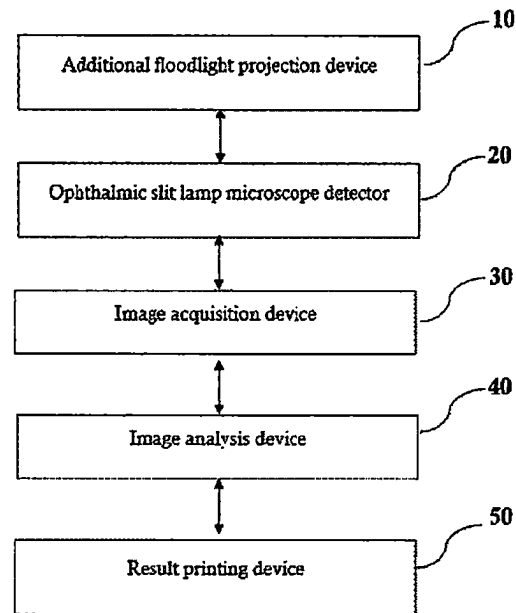 10
Additional floodlight projection device
20
Ophthalmic slit lamp microscope detector
30
Image acquisition device
40
Image analysis device
50
Result printing device